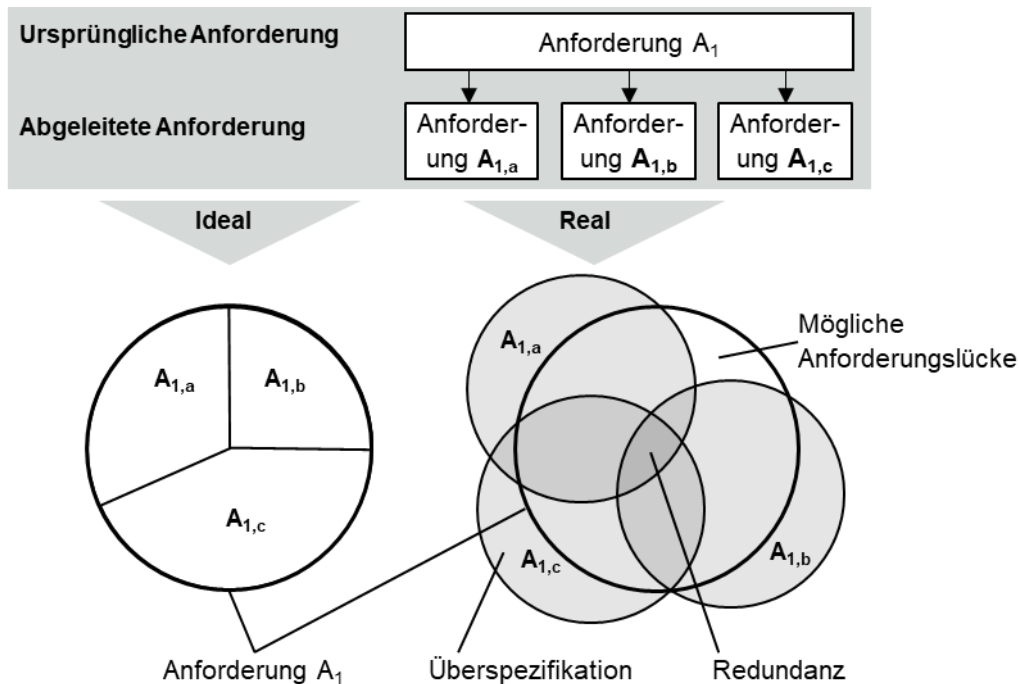 Ursprüngliche Anforderung
Anforderung A1
Abgeleitete Anforderung
Anforder-
ung A1,a
Anforder-
ung A1,b
Anforder-
ung A1,c
Ideal
Real
A1,a
A1,b
A1,c
A1,a
Mögliche
Anforderungslücke
A1,c
A1,b
Anforderung A1
Überspezifikation
Redundanz